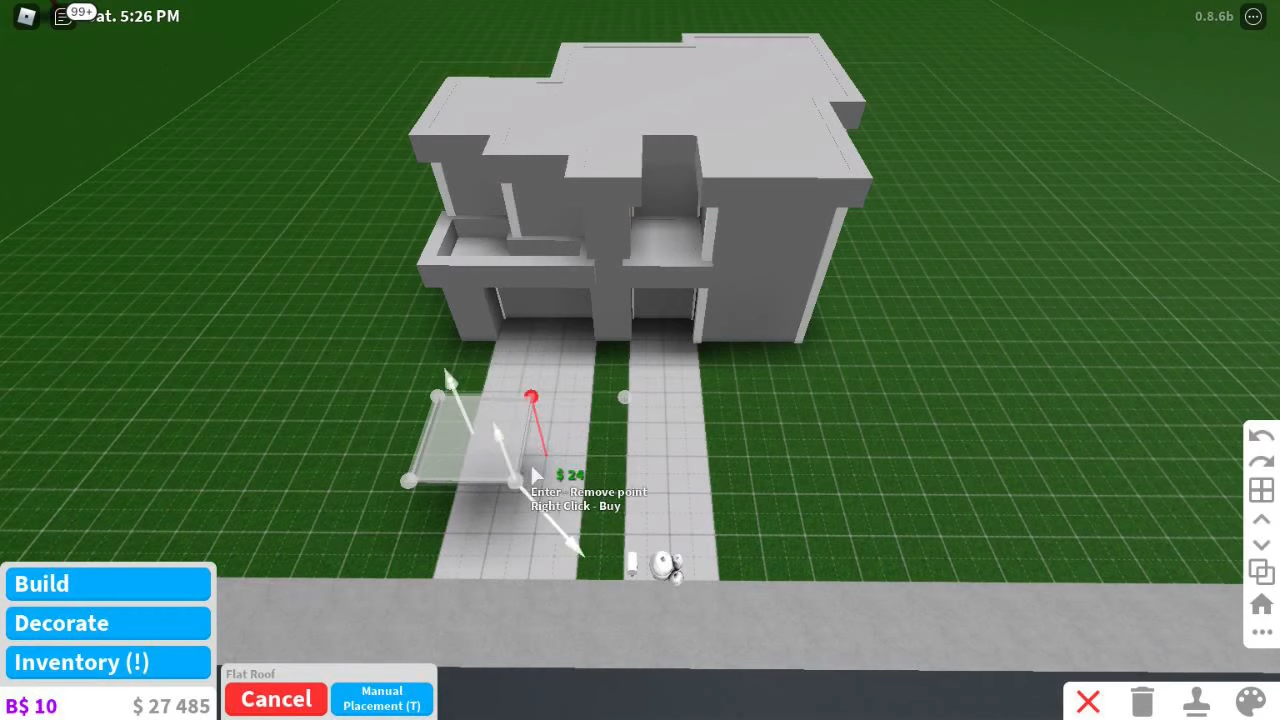 99+
at. 5:26 PM
0.8.6b
$ 24
Enter - Remove point
Right Click - Buy
Build
Decorate
Inventory (!)
B$ 10
$ 27 485
Flat Roof
Cancel
Manual
Placement (T)